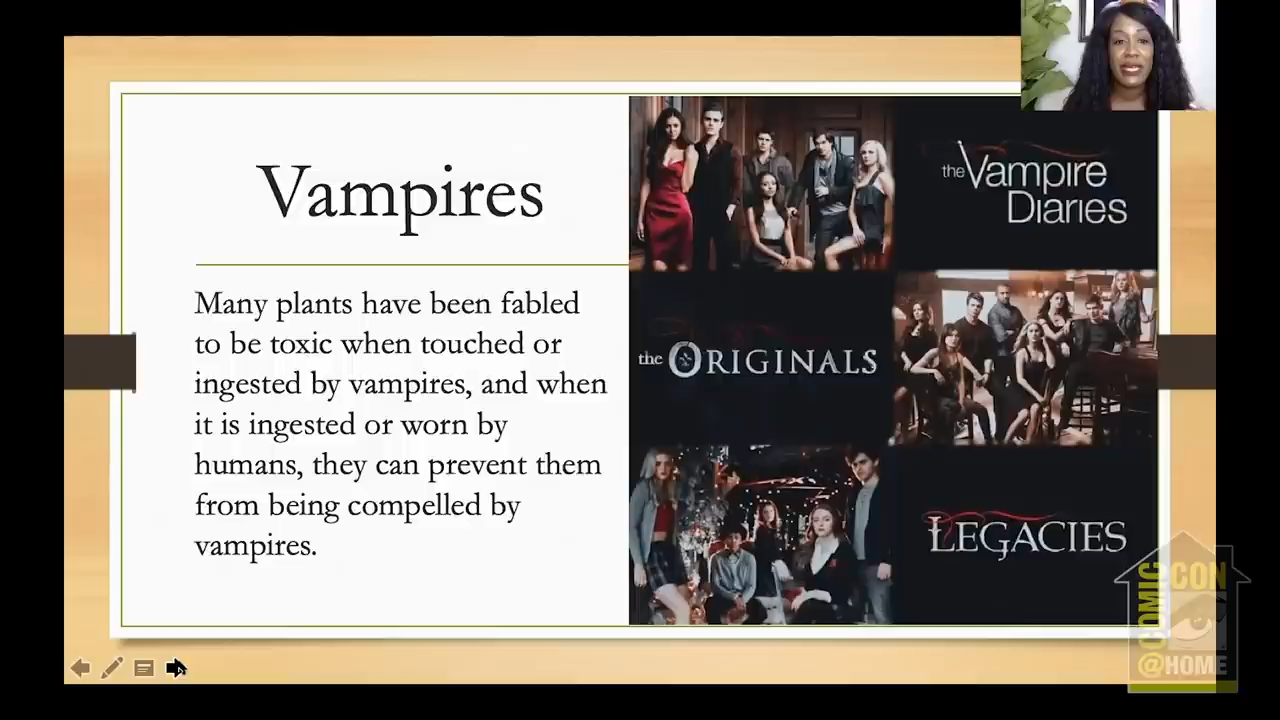 Vampires
Many plants have been fabled
to be toxic when touched or
ingested by vampires, and when
it is ingested or worn by
humans, they can prevent them
from being compelled by
vampires.
the Vampire
Diaries
the ORIGINALS
LEGACIES
COMIC
CON
@HOME